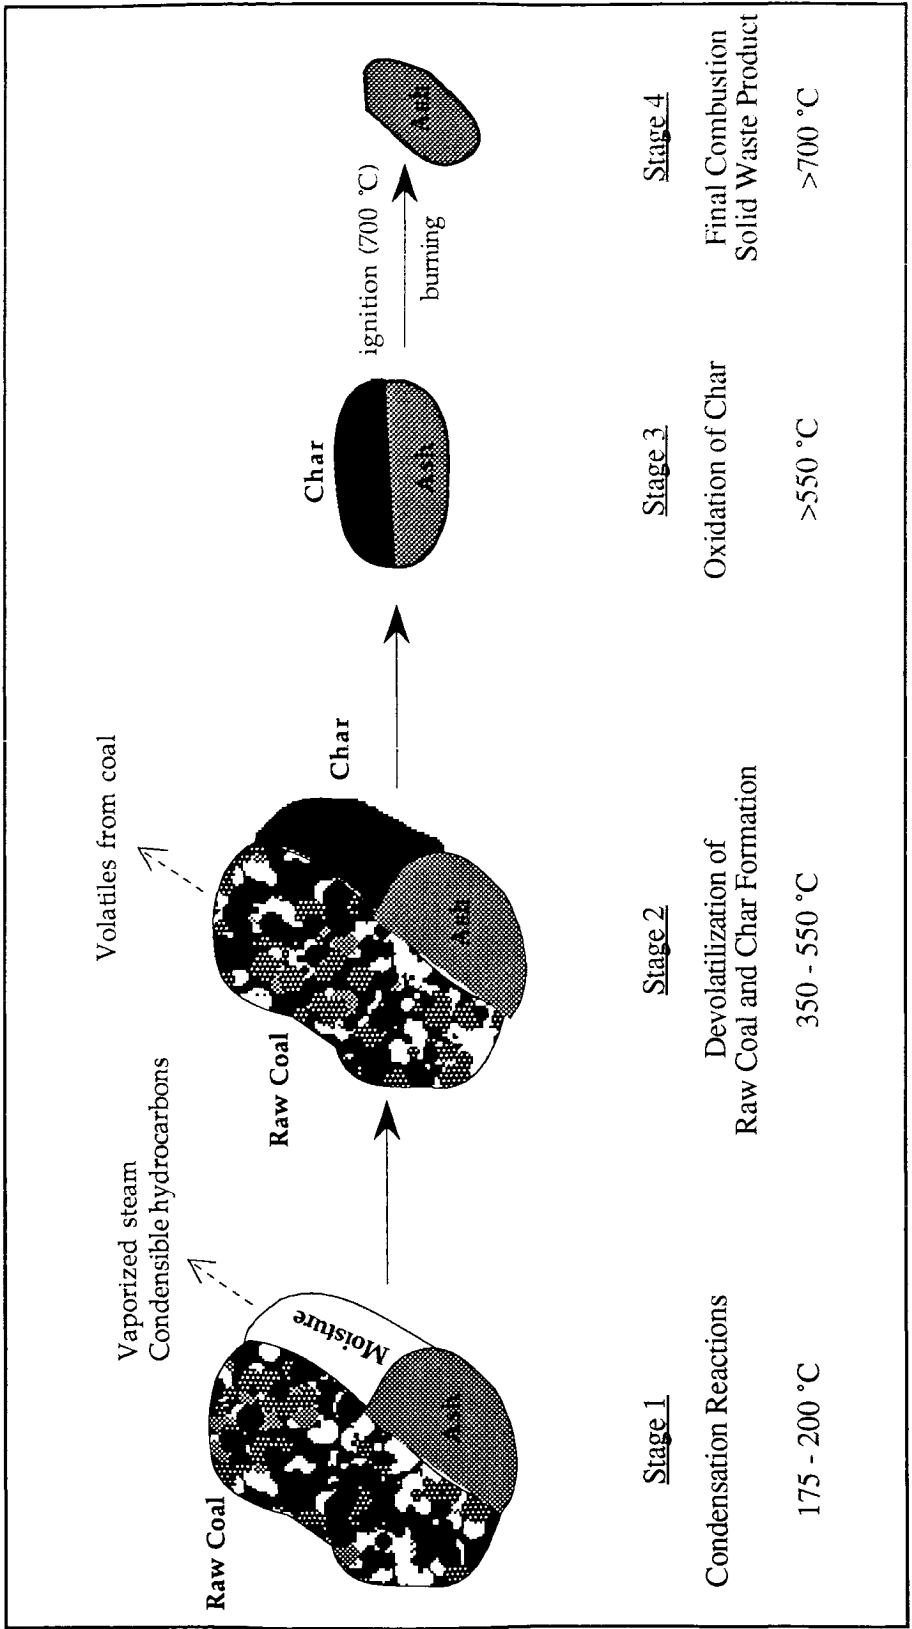 Vaporized steam
Condensible hydrocarbons
Raw Coal
Moisture
Ash
Volatiles from coal
Raw Coal
Char
Ash
Char
Ash
ignition (700 °C)
burning
Ash
Stage 1
Condensation Reactions
175 - 200 °C
Stage 2
Devolatilization of
Raw Coal and Char Formation
350 - 550 °C
Stage 3
Oxidation of Char
>550 °C
Stage 4
Final Combustion
Solid Waste Product
>700 °C